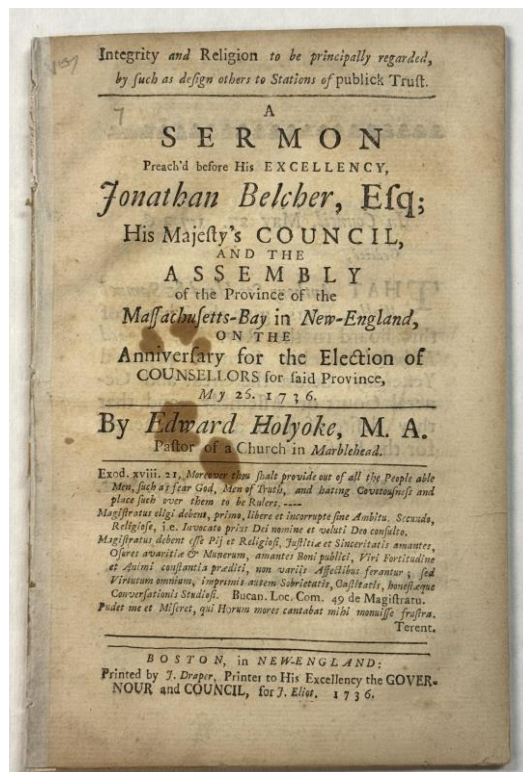 Integrity and Religion to be principally regarded,
by such as design others to Stations of publick Trust.
7
A
SERMON
Preach'd before His EXCELLENCY,
Jonathan Belcher, Esq;
His Majesty's COUNCIL,
AND THE
ASSEMBLY
of the Province of the
Massachusetts-Bay in New-England,
ON THE
Anniversary for the Election of
COUNSELLORS for said Province,
May 26. 1736.
By Edward Holyoke, M. A.
Pastor of a Church in Marblehead.
Exod. xviii. 21, Moreover thou shalt provide out of all the People able
Men, such as fear God, Men of Truth, and hating Covetousness and
place such over them to be Rulers. ----
Magistratus eligi debent, primo, libere et incorrupte sine Ambitu. Secundo,
Religiose, i.e. Invocato prius Dei nomine et veluti Deo consulto.
Magistratus debent esse Pij et Religiosi, Justitiæ et Sinceritatis amantes,
Osores avaritiæ & Munerum, amantes Boni publici, Viri Fortitudine
et Animi constantia præditi, non variis Affectibus ferantur; sed
Virtutum omnium, imprimis autem Sobrietatis, Castitatis, honestæque
Conversationis Studiosi. Bucan. Loc. Com. 49 de Magistratu.
Pudet me et Miseret, qui Horum mores cantabat mihi monuisse frustra.
Terent.
BOSTON, in NEW-ENGLAND:
Printed by J. Draper, Printer to His Excellency the GOVER-
NOUR and COUNCIL, for J. Eliot. 1736.